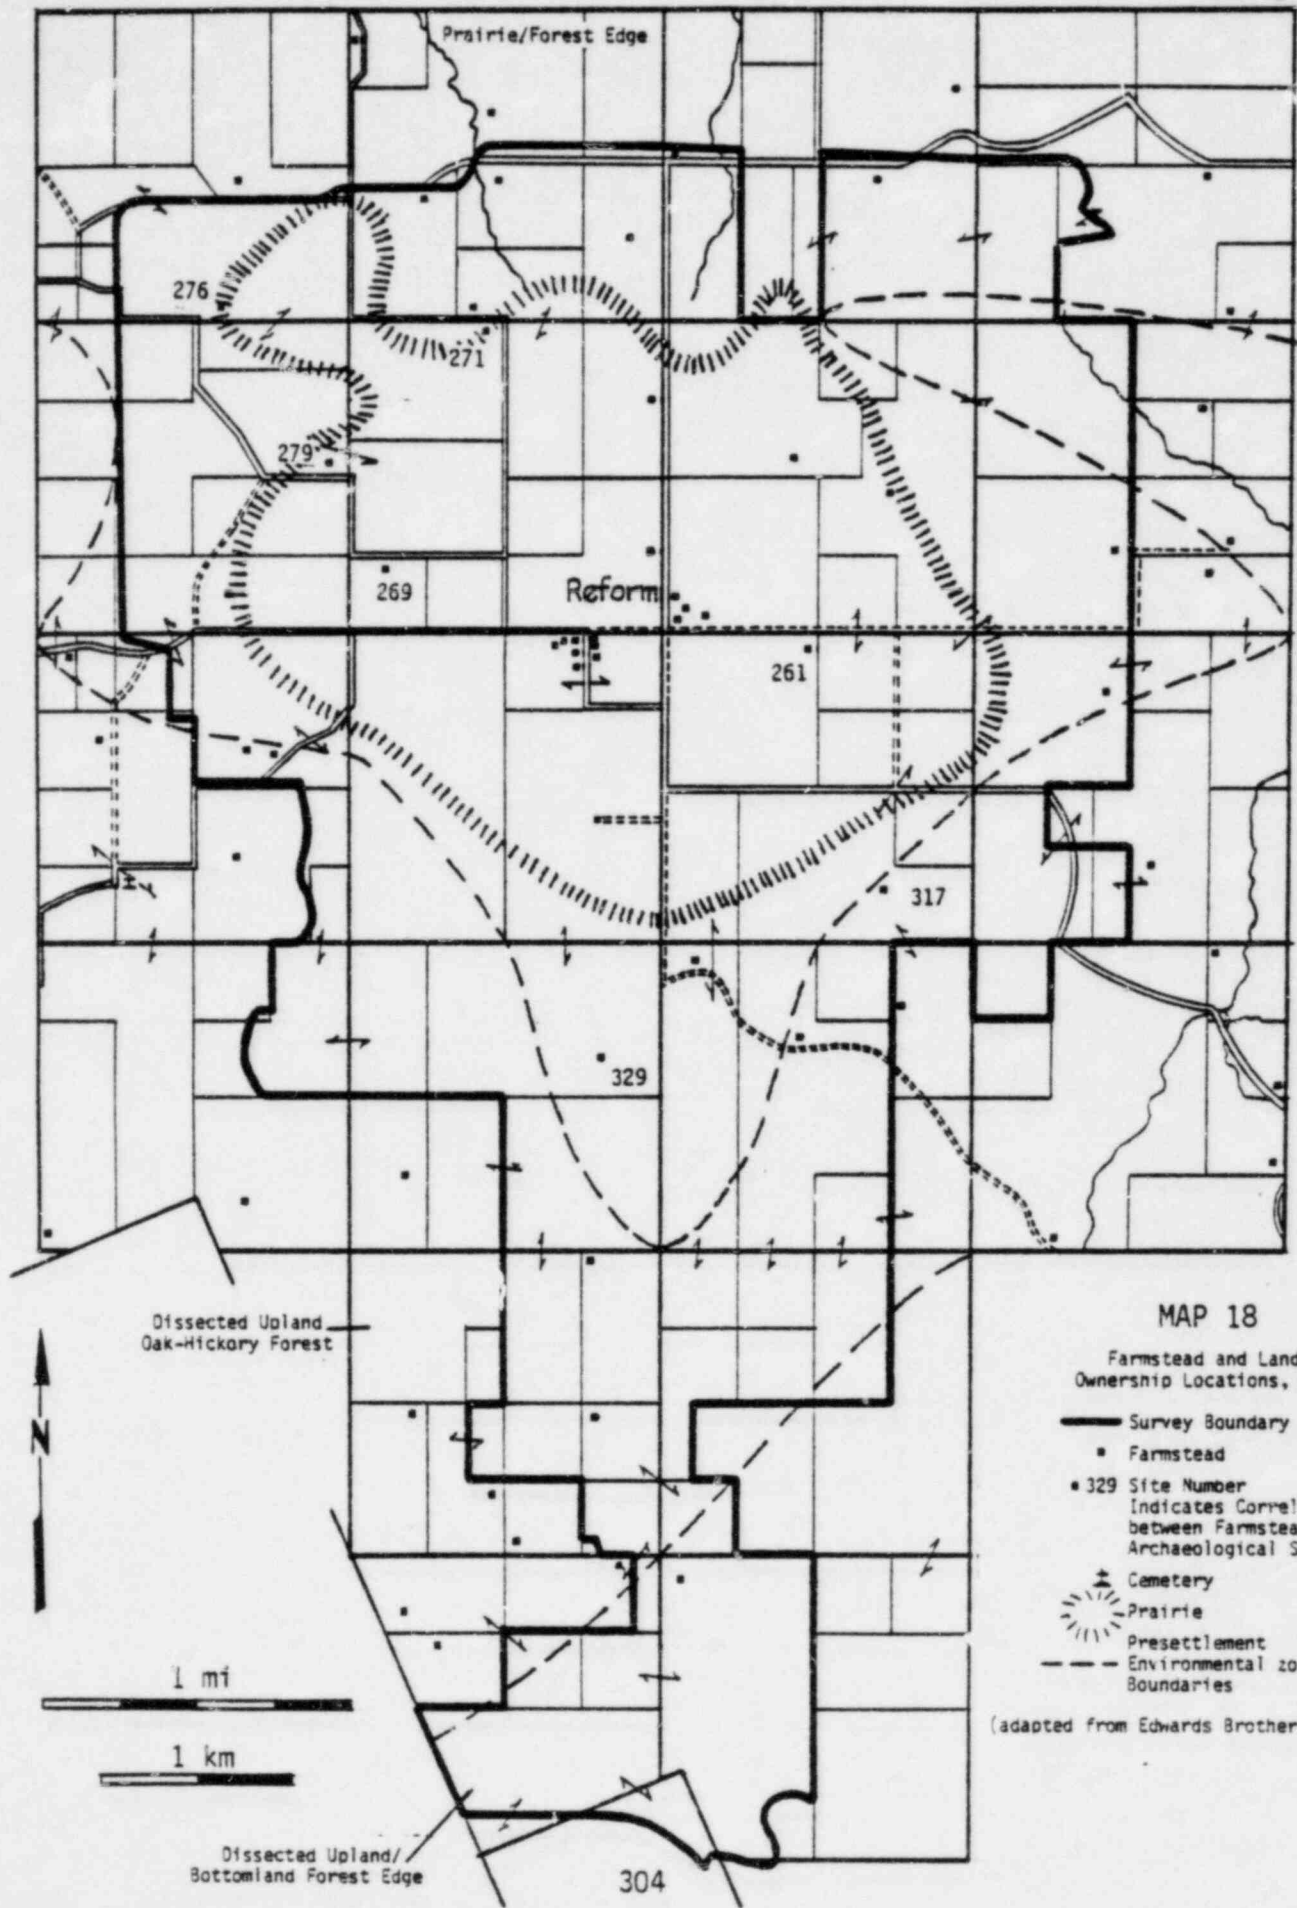 Prairie/Forest Edge
276
271
279
269
Reform
261
317
329
Dissected Upland
Oak-Hickory Forest
N
MAP 18
Farmstead and Land
Ownership Locations,
Survey Boundary
Farmstead
329 Site Number
Indicates Correl
between Farmstea
Archaeological S
Cemetery
Prairie
Presettlement
Environmental zo
Boundaries
(adapted from Edwards Brother
1 mi
1 km
Dissected Upland/
Bottomland Forest Edge
304